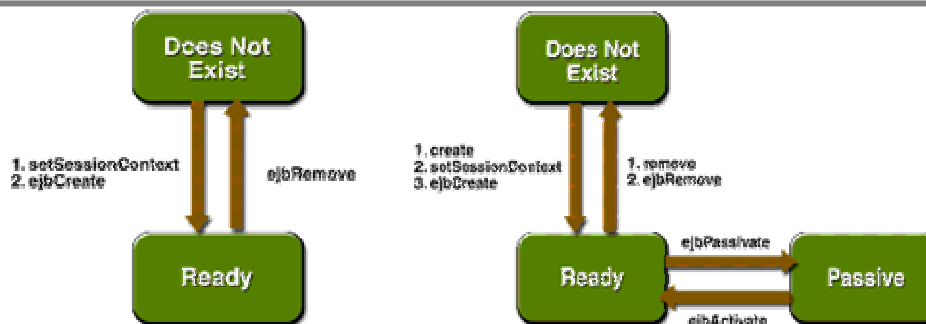 Does Not
Exist
1. setSessionContext
2. ejbCreate
ejbRemove
Ready
Does Not
Exist
1. create
2. setSessionContext
3. ejbCreate
1. remove
2. ejbRemove
ejbPassivate
Ready
Passive
ejbActivate